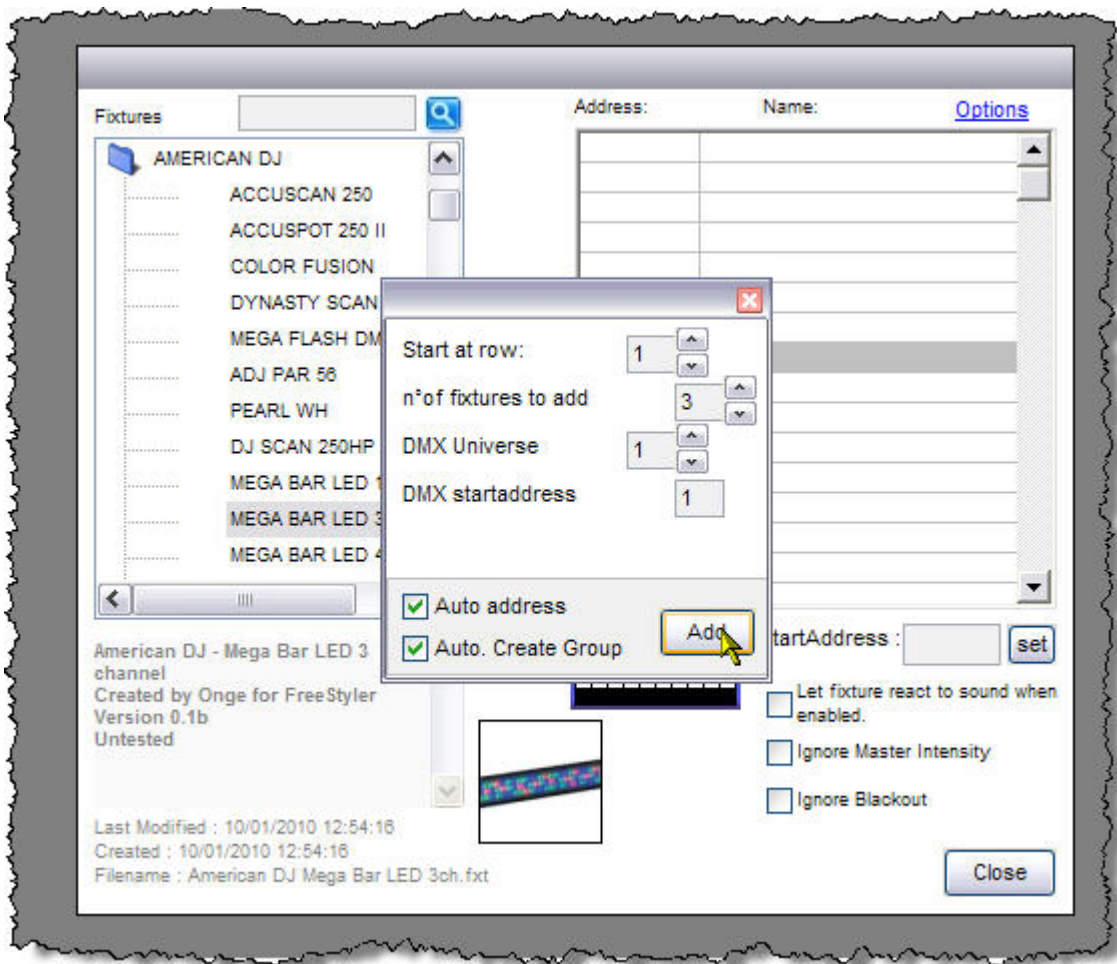 Fixtures
Address: Name: Options
AMERICAN DJ
ACCUSCAN 250
ACCUSPOT 250 II
COLOR FUSION
DYNASTY SCAN
MEGA FLASH DM
ADJ PAR 56
PEARL WH
DJ SCAN 250HP
MEGA BAR LED 1
MEGA BAR LED 3
MEGA BAR LED 4
Start at row: 1
n°of fixtures to add 3
DMX Universe 1
DMX startaddress 1
Auto address
Auto. Create Group
Add
American DJ - Mega Bar LED 3
channel
Created by Onge for FreeStyler
Version 0.1b
Untested
Last Modified : 10/01/2010 12:54:16
Created : 10/01/2010 12:54:16
Filename : American DJ Mega Bar LED 3ch.fxt
tartAddress : set
Let fixture react to sound when
enabled.
Ignore Master Intensity
Ignore Blackout
Close